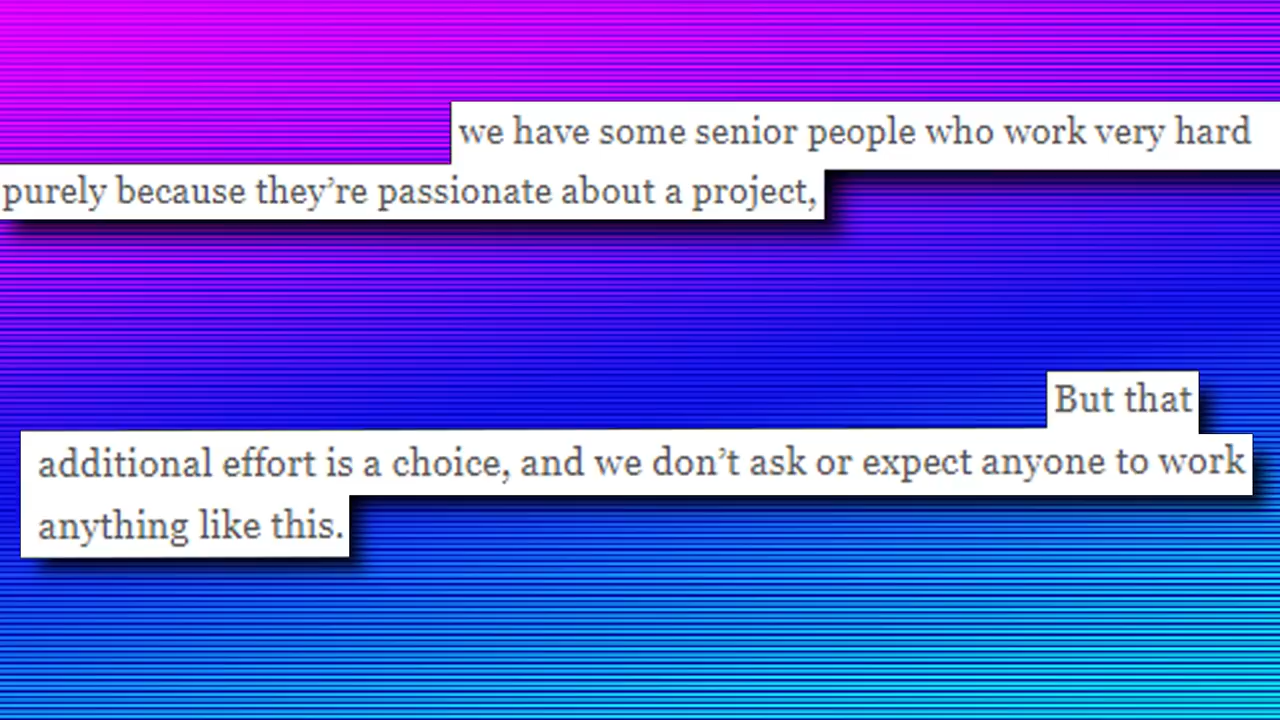 we have some senior people who work very hard
purely because they’re passionate about a project,
But that
additional effort is a choice, and we don’t ask or expect anyone to work
anything like this.